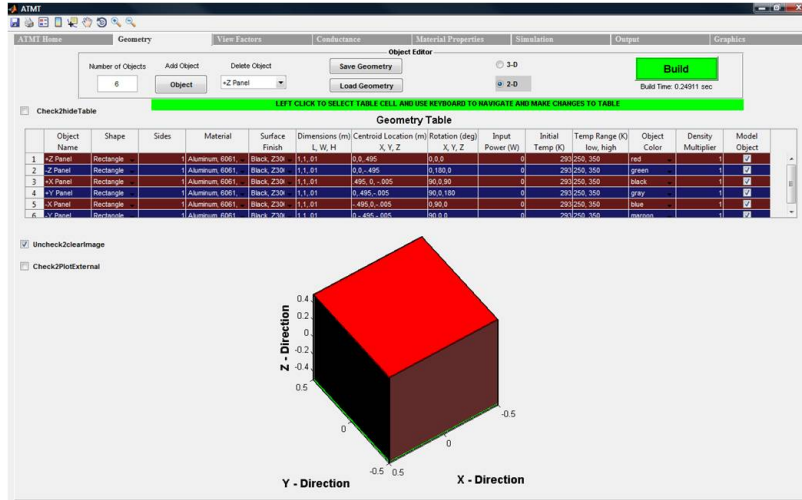 ATMT
ATMT Home Geometry View Factors Conductance Material Properties Simulation Output Graphics
Object Editor
Number of Objects Add Object Delete Object Save Geometry 3-D Build
6 Object +Z Panel Load Geometry 2-D Build Time: 0.24911 sec
LEFT CLICK TO SELECT TABLE CELL AND USE KEYBOARD TO NAVIGATE AND MAKE CHANGES TO TABLE
Check2hideTable
Geometry Table
Object Shape Sides Material Surface Dimensions (m) Centroid Location (m) Rotation (deg) Input Initial Temp Range (K) Object Density Model
Name Finish L, W, H X, Y, Z X, Y, Z Power (W) Temp (K) low, high Color Multiplier Object
1 +Z Panel Rectangle 1 Aluminum, 6061, Black, Z306 1,1,.01 0,0,.495 0,0,0 0 293 250, 350 red 1
2 -Z Panel Rectangle 1 Aluminum, 6061, Black, Z306 1,1,.01 0,0,-.495 0,180,0 0 293 250, 350 green 1
3 +X Panel Rectangle 1 Aluminum, 6061, Black, Z306 1,1,.01 .495, 0, -.005 90,0,90 0 293 250, 350 black 1
4 +Y Panel Rectangle 1 Aluminum, 6061, Black, Z306 1,1,.01 0,.495,-.005 90,0,180 0 293 250, 350 gray 1
5 -X Panel Rectangle 1 Aluminum, 6061, Black, Z306 1,1,.01 -.495,0,-.005 0,90,0 0 293 250, 350 blue 1
6 -Y Panel Rectangle 1 Aluminum, 6061, Black, Z306 1,1,.01 0,-.495,-.005 90,0,0 0 293 250, 350 maroon 1
Uncheck2clearImage
Check2PlotExternal
Z - Direction
0.4
0.2
0
-0.2
-0.4
0.5
0
-0.5
0.5
0
-0.5
Y - Direction
X - Direction